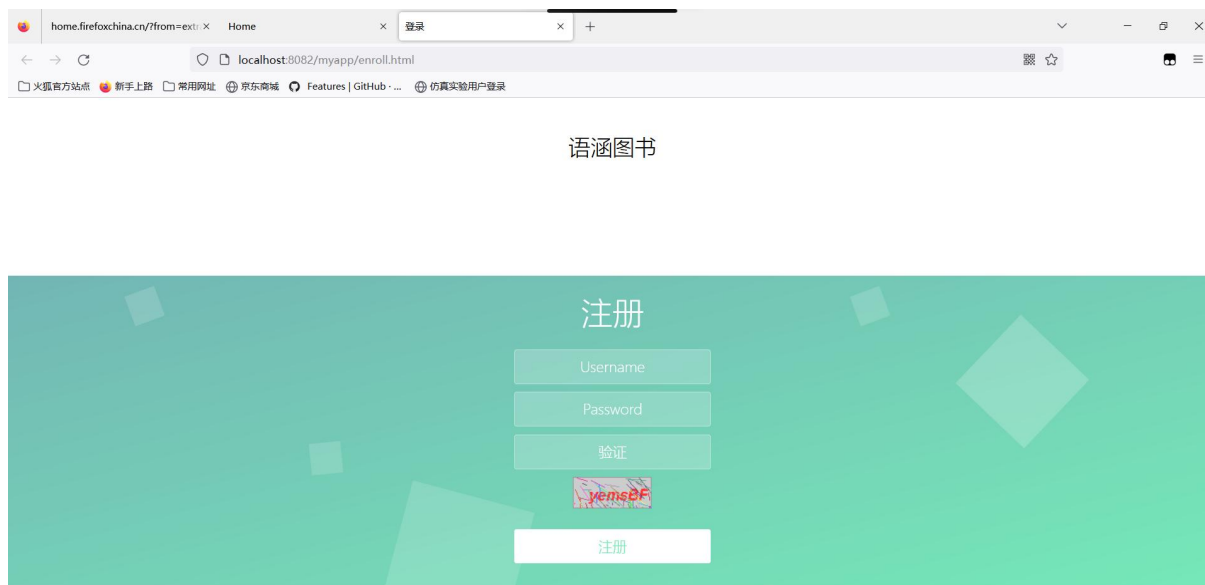 home.firefoxchina.cn/?from=extr
Home
登录
localhost:8082/myapp/enroll.html
火狐官方站点 新手上路 常用网址 京东商城 Features | GitHub · ... 仿真实验用户登录
语涵图书
注册
Username
Password
验证
注册